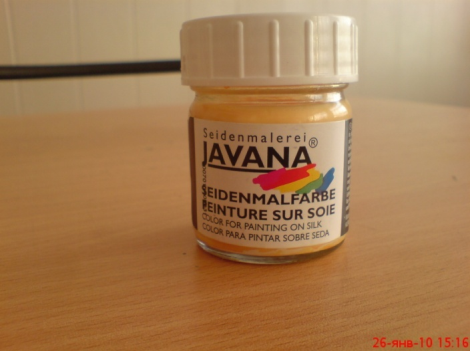 Seidenmalerei
JAVANA®
SEIDENMALFARBE
PEINTURE SUR SOIE
COLOR FOR PAINTING ON SILK
COLOR PARA PINTAR SOBRE SEDA
26-янв-10 15:16